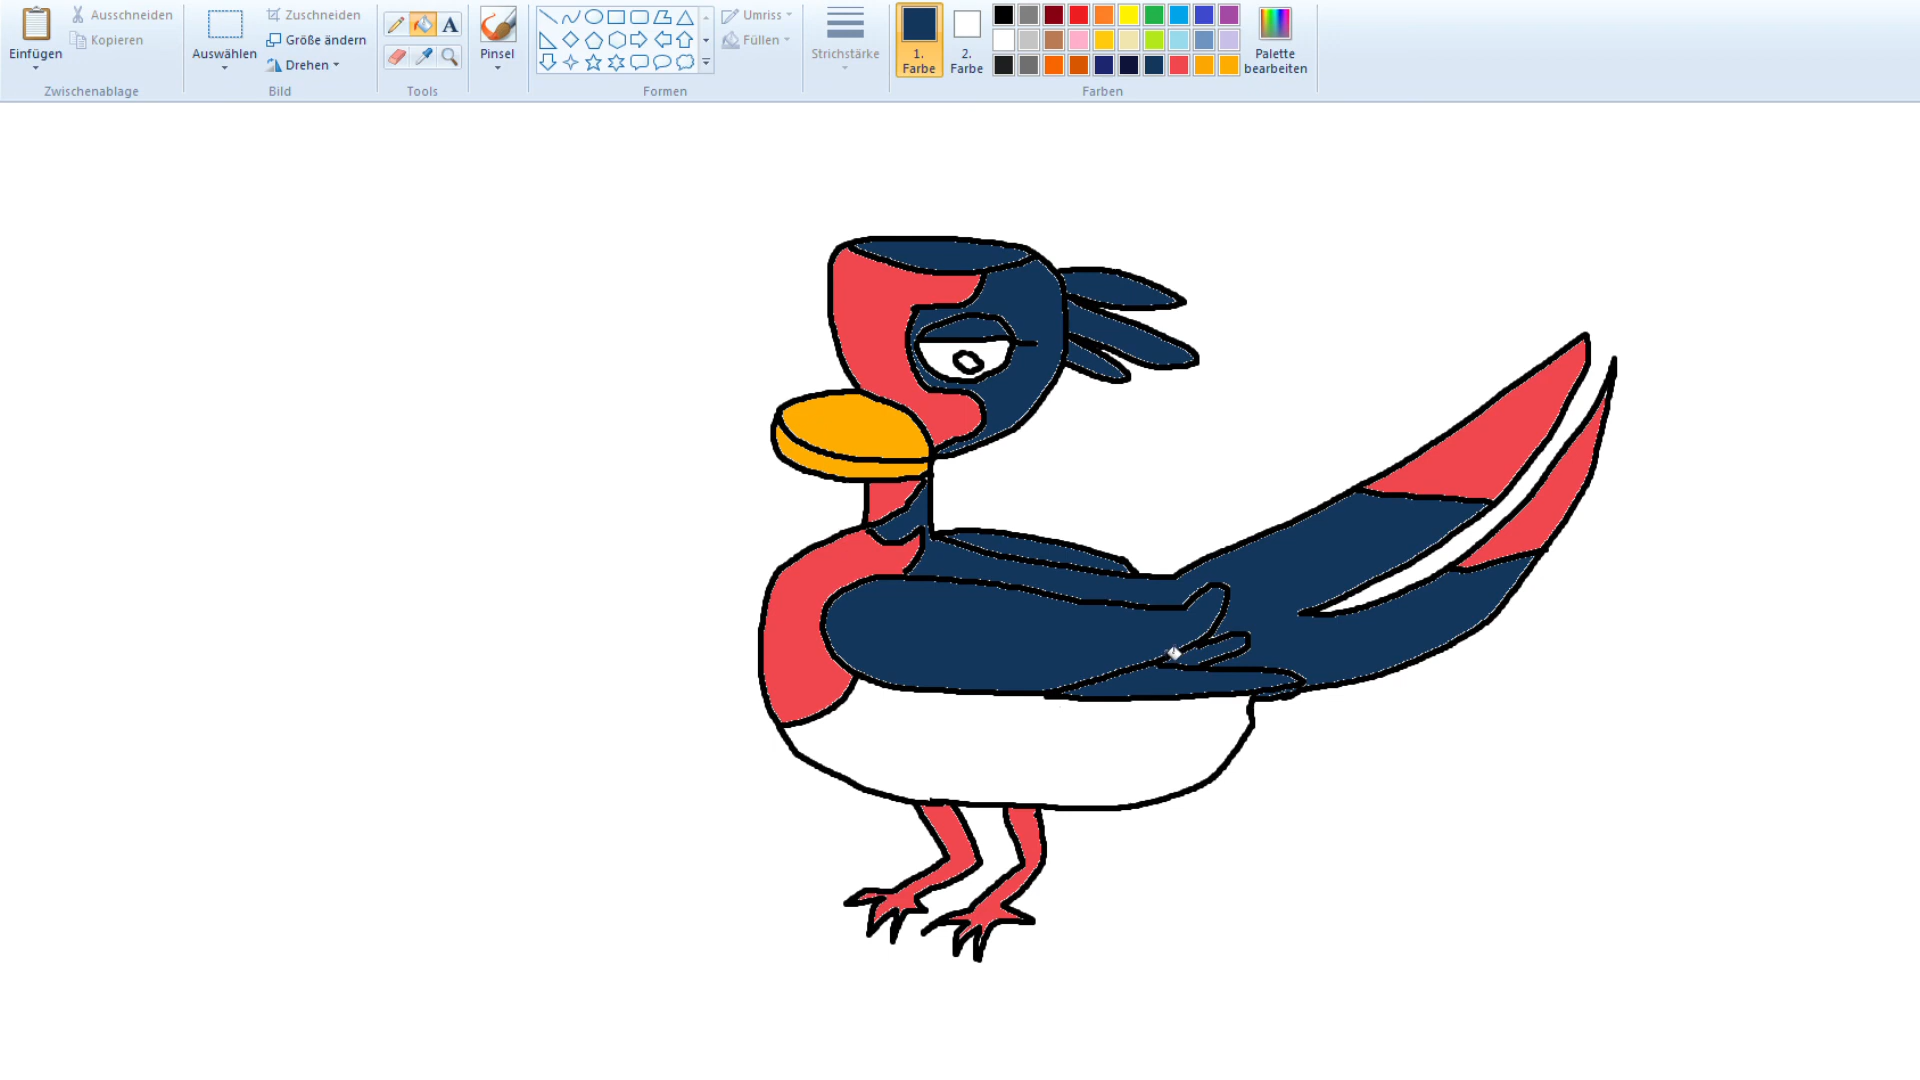 Einfügen
Ausschneiden
Kopieren
Zwischenablage
Auswählen
Zuschneiden
Größe ändern
Drehen
Bild
A
Tools
Pinsel
Umriss
Füllen
Formen
Strichstärke
1.
Farbe
2.
Farbe
Palette
bearbeiten
Farben